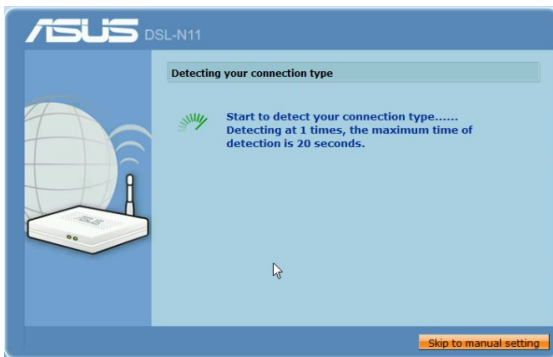 ASUS DSL-N11
Detecting your connection type
Start to detect your connection type......
Detecting at 1 times, the maximum time of
detection is 20 seconds.
ASUS
Skip to manual setting